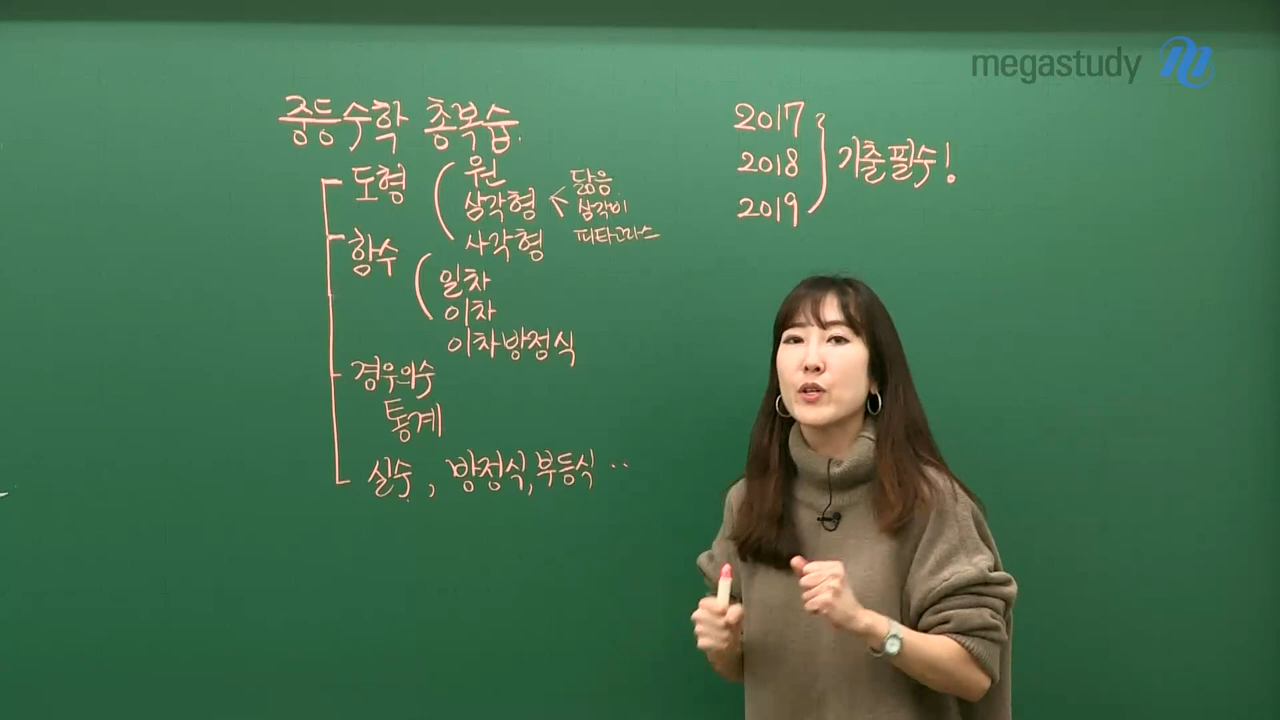 megastudy
중등수학 총복습.
도형
원
삼각형 < 닮음
삼각비
피타고라스
사각형
함수
일차
이차
이차방정식
경우의수
통계
실수, 방정식, 부등식 ..
2017
2018
2019
기출필수!